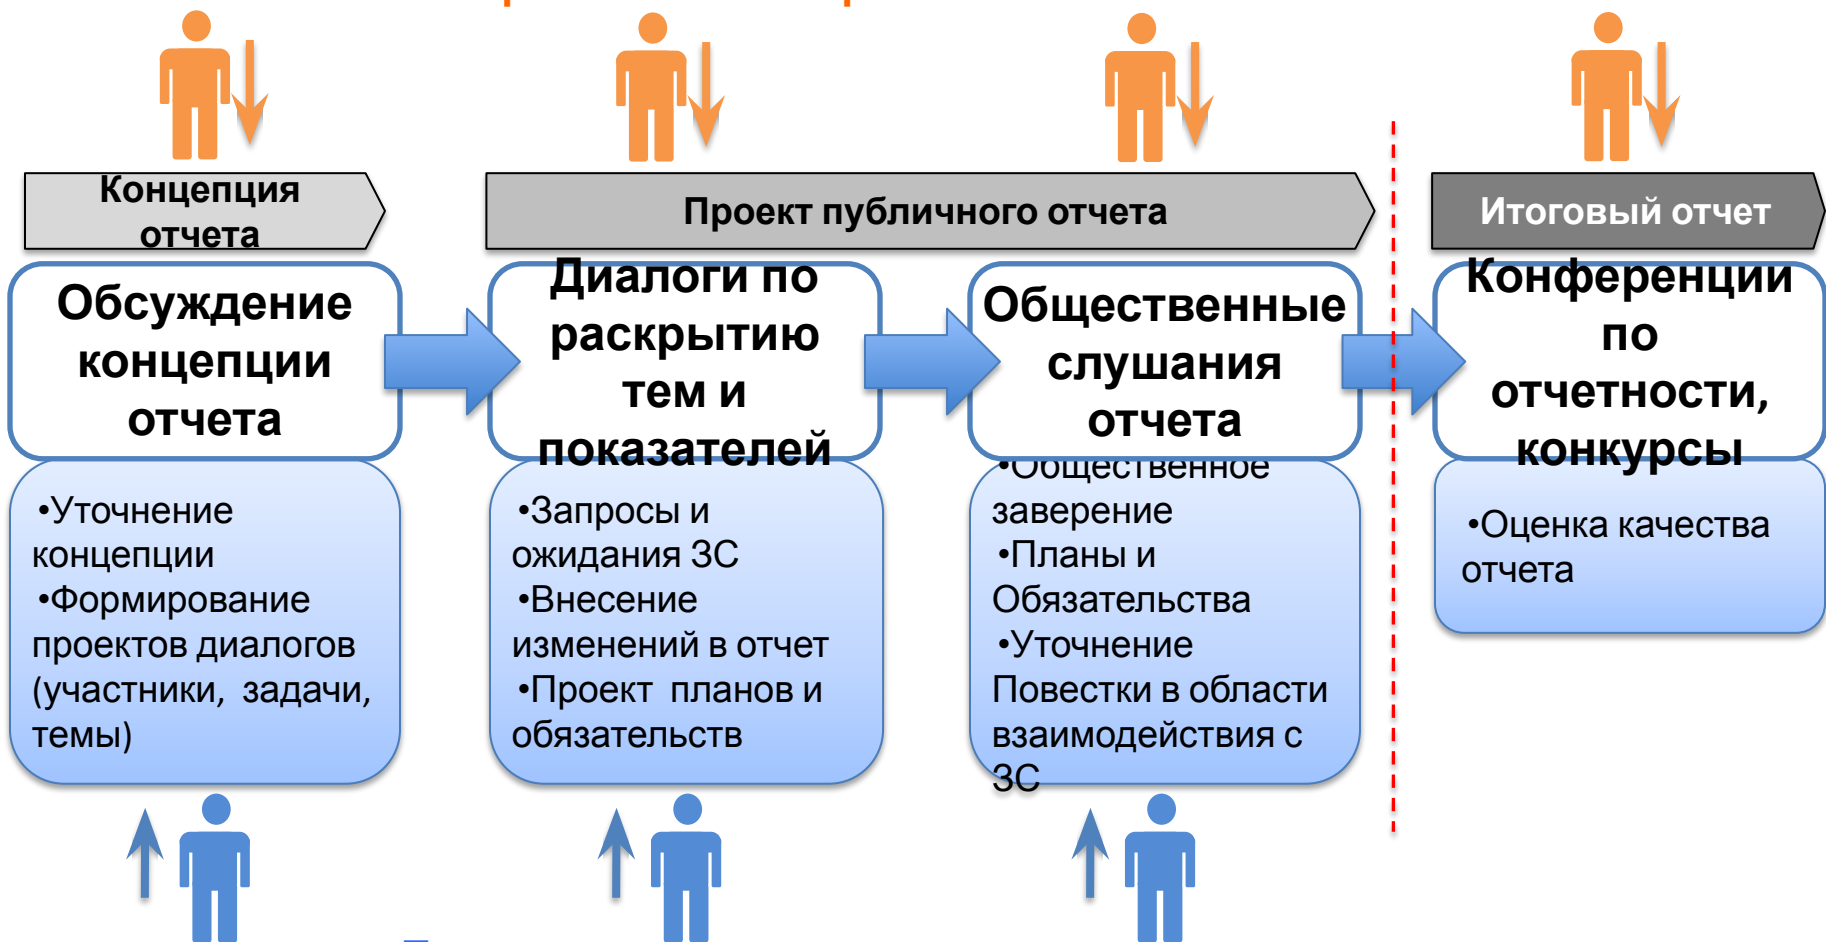 Концепция
отчета
Проект публичного отчета
Итоговый отчет
Обсуждение
концепции
отчета
Диалоги по
раскрытию
тем и
показателей
Общественные
слушания
отчета
Конференции
по
отчетности,
конкурсы
•Уточнение
концепции
•Формирование
проектов диалогов
(участники, задачи,
темы)
•Запросы и
ожидания ЗС
•Внесение
изменений в отчет
•Проект планов и
обязательств
•Общественное
заверение
•Планы и
Обязательства
•Уточнение
Повестки в области
взаимодействия с
ЗС
•Оценка качества
отчета